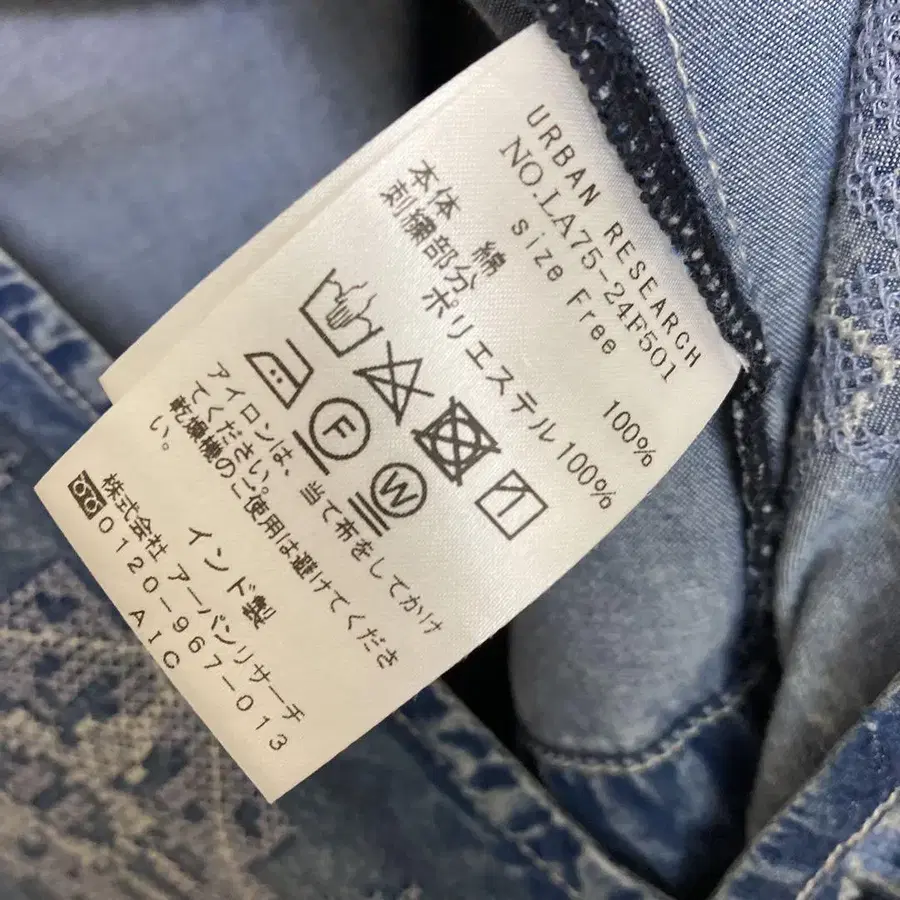 URBAN RESEARCH
NO.LA75-24F501
size Free
本体 綿 100%
刺繍部分 ポリエステル 100%
F
W
アイロンは、当て布をしてかけ
てください。
乾燥機のご使用は避けてくださ
い。
インド製
株式会社 アーバンリサーチ
0120-967-013
AIC